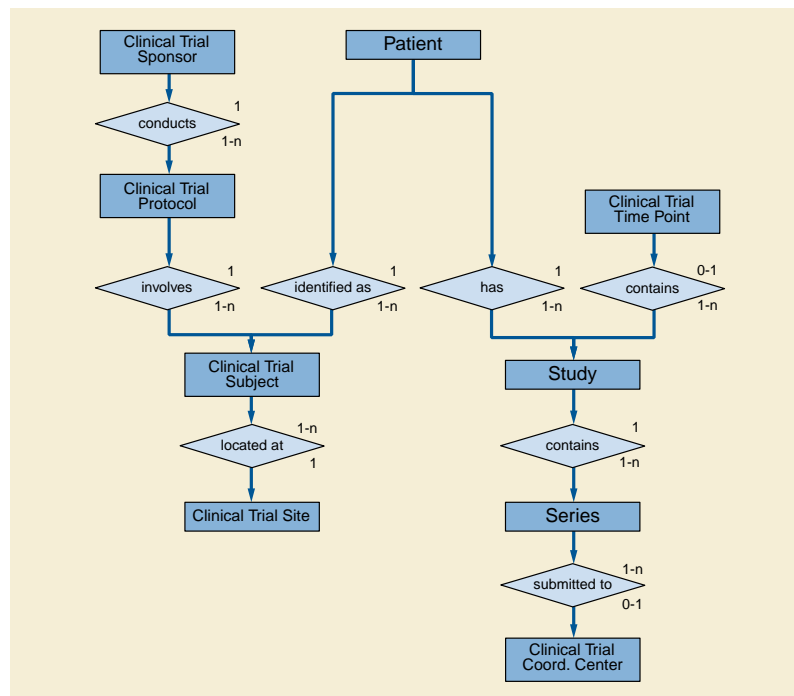 Clinical Trial
Sponsor
Patient
1
conducts
1-n
Clinical Trial
Protocol
Clinical Trial
Time Point
1
involves
1-n
1
identified as
1-n
1
has
1-n
0-1
contains
1-n
Clinical Trial
Subject
Study
1-n
located at
1
1
contains
1-n
Clinical Trial Site
Series
1-n
submitted to
0-1
Clinical Trial
Coord. Center